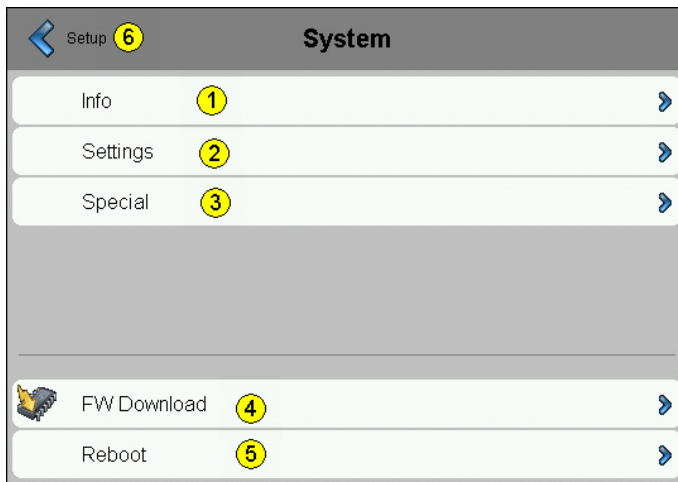 Setup 6 System
Info 1
Settings 2
Special 3
FW Download 4
Reboot 5